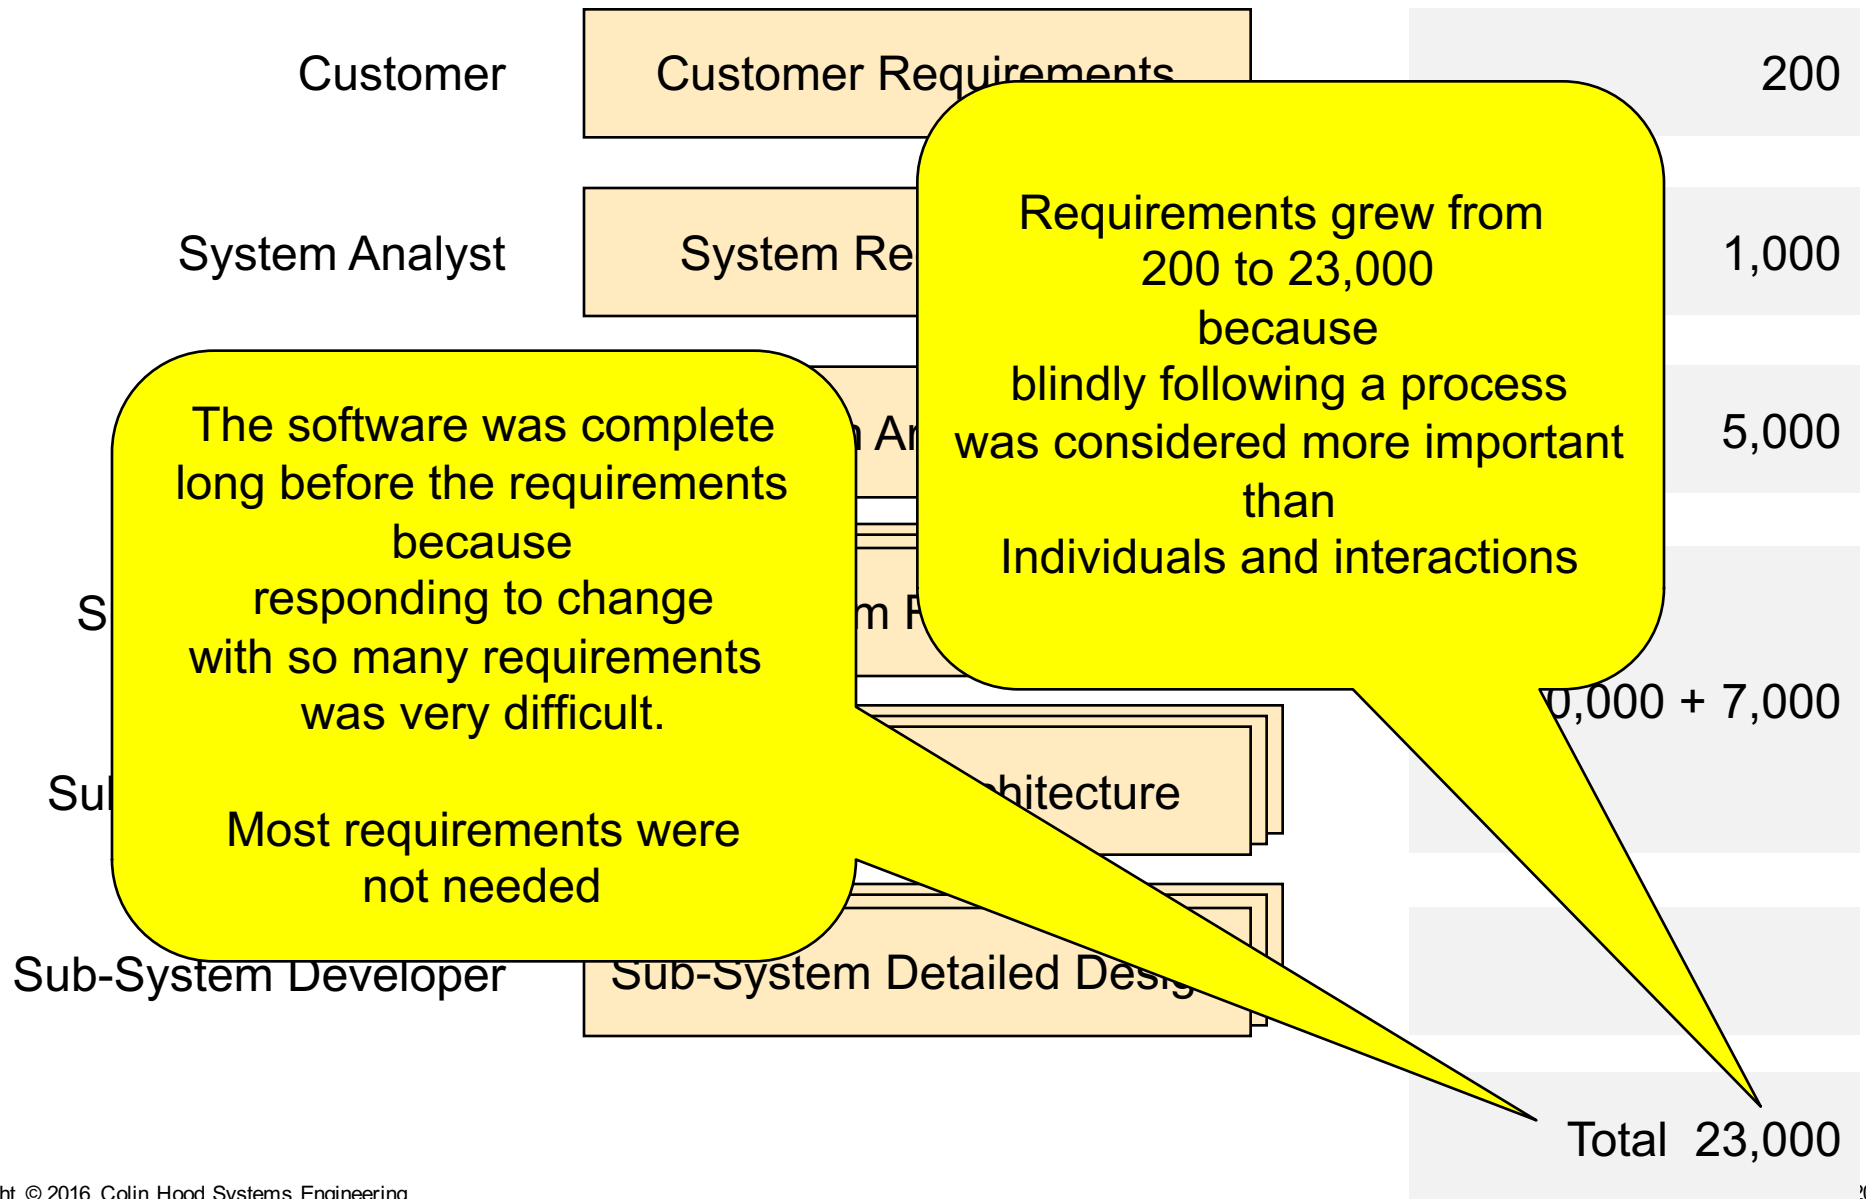 Customer
Customer Requirements
200
System Analyst
System Re
1,000
Requirements grew from
200 to 23,000
because
blindly following a process
was considered more important
than
Individuals and interactions
5,000
The software was complete
long before the requirements
because
responding to change
with so many requirements
was very difficult.
Most requirements were
not needed
0,000 + 7,000
hitecture
Sub-System Developer
Sub-System Detailed Desig
Total 23,000
© 2016 Colin Hood Systems Engineering